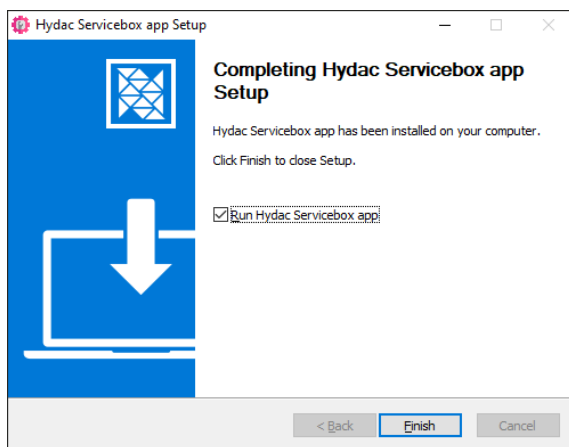 Hydac Servicebox app Setup
Completing Hydac Servicebox app
Setup
Hydac Servicebox app has been installed on your computer.
Click Finish to close Setup.
Run Hydac Servicebox app
< Back
Finish
Cancel